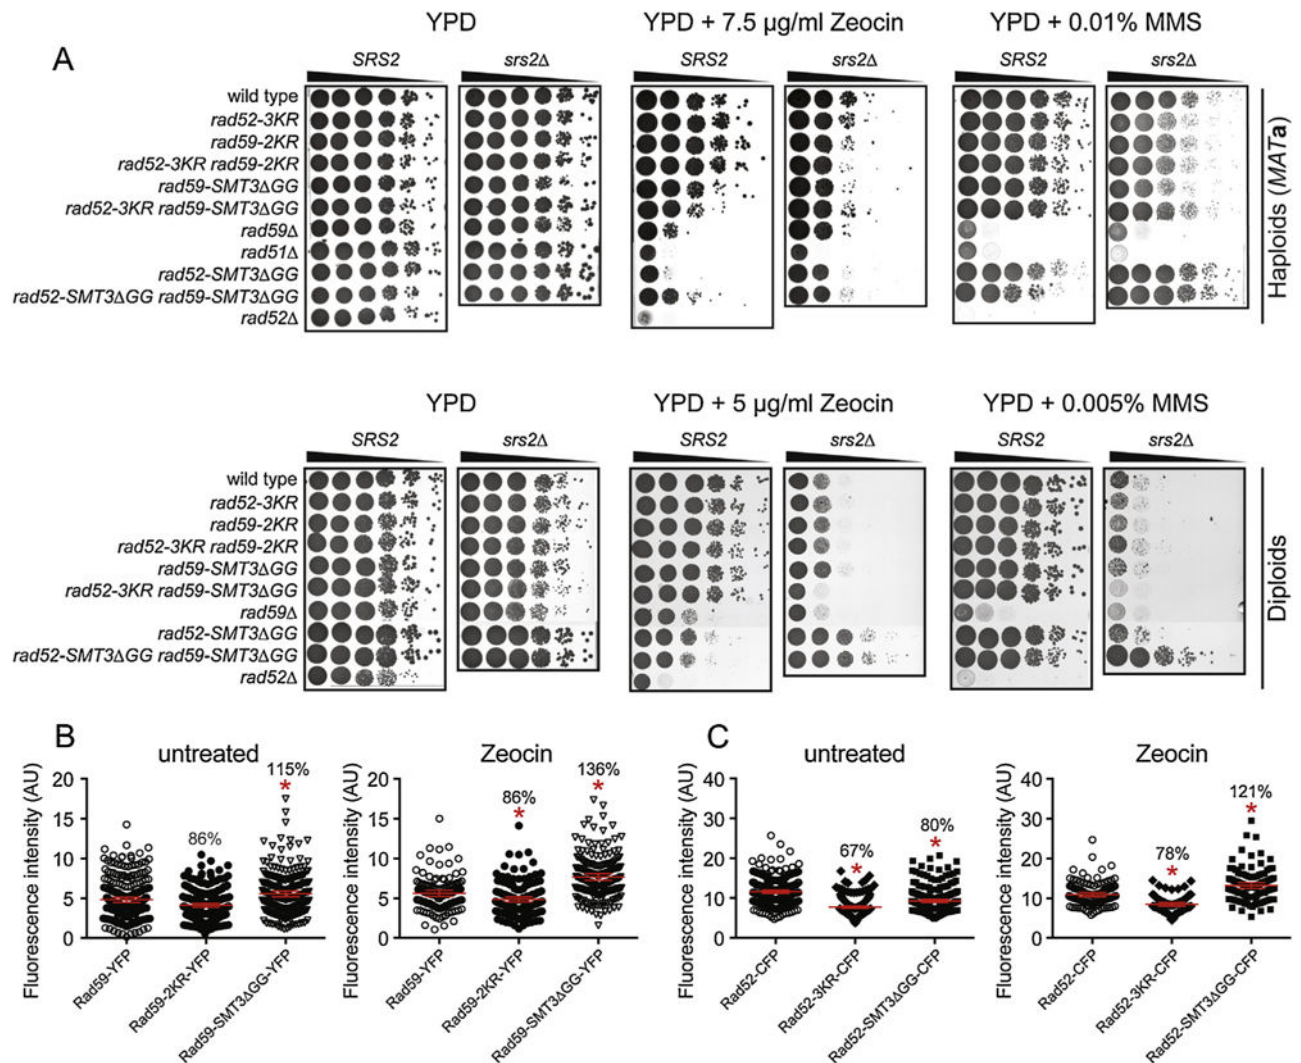 YPD
YPD + 7.5 µg/ml Zeocin
YPD + 0.01% MMS
A
SRS2
srs2Δ
SRS2
srs2Δ
SRS2
srs2Δ
wild type
rad52-3KR
rad59-2KR
rad52-3KR rad59-2KR
rad59-SMT3ΔGG
rad52-3KR rad59-SMT3ΔGG
rad59Δ
rad51Δ
rad52-SMT3ΔGG
rad52-SMT3ΔGG rad59-SMT3ΔGG
rad52Δ
Haploids (MATa)
YPD
YPD + 5 µg/ml Zeocin
YPD + 0.005% MMS
SRS2
srs2Δ
SRS2
srs2Δ
SRS2
srs2Δ
wild type
rad52-3KR
rad59-2KR
rad52-3KR rad59-2KR
rad59-SMT3ΔGG
rad52-3KR rad59-SMT3ΔGG
rad59Δ
rad52-SMT3ΔGG
rad52-SMT3ΔGG rad59-SMT3ΔGG
rad52Δ
Diploids
B
untreated
Fluorescence intensity (AU)
20
15
10
5
0
86%
115%
*
Rad59-YFP
Rad59-2KR-YFP
Rad59-SMT3ΔGG-YFP
Zeocin
Fluorescence intensity (AU)
20
15
10
5
0
86%
*
136%
*
Rad59-YFP
Rad59-2KR-YFP
Rad59-SMT3ΔGG-YFP
C
untreated
Fluorescence intensity (AU)
40
30
20
10
0
67%
*
80%
*
Rad52-CFP
Rad52-3KR-CFP
Rad52-SMT3ΔGG-CFP
Zeocin
Fluorescence intensity (AU)
40
30
20
10
0
78%
*
121%
*
Rad52-CFP
Rad52-3KR-CFP
Rad52-SMT3ΔGG-CFP